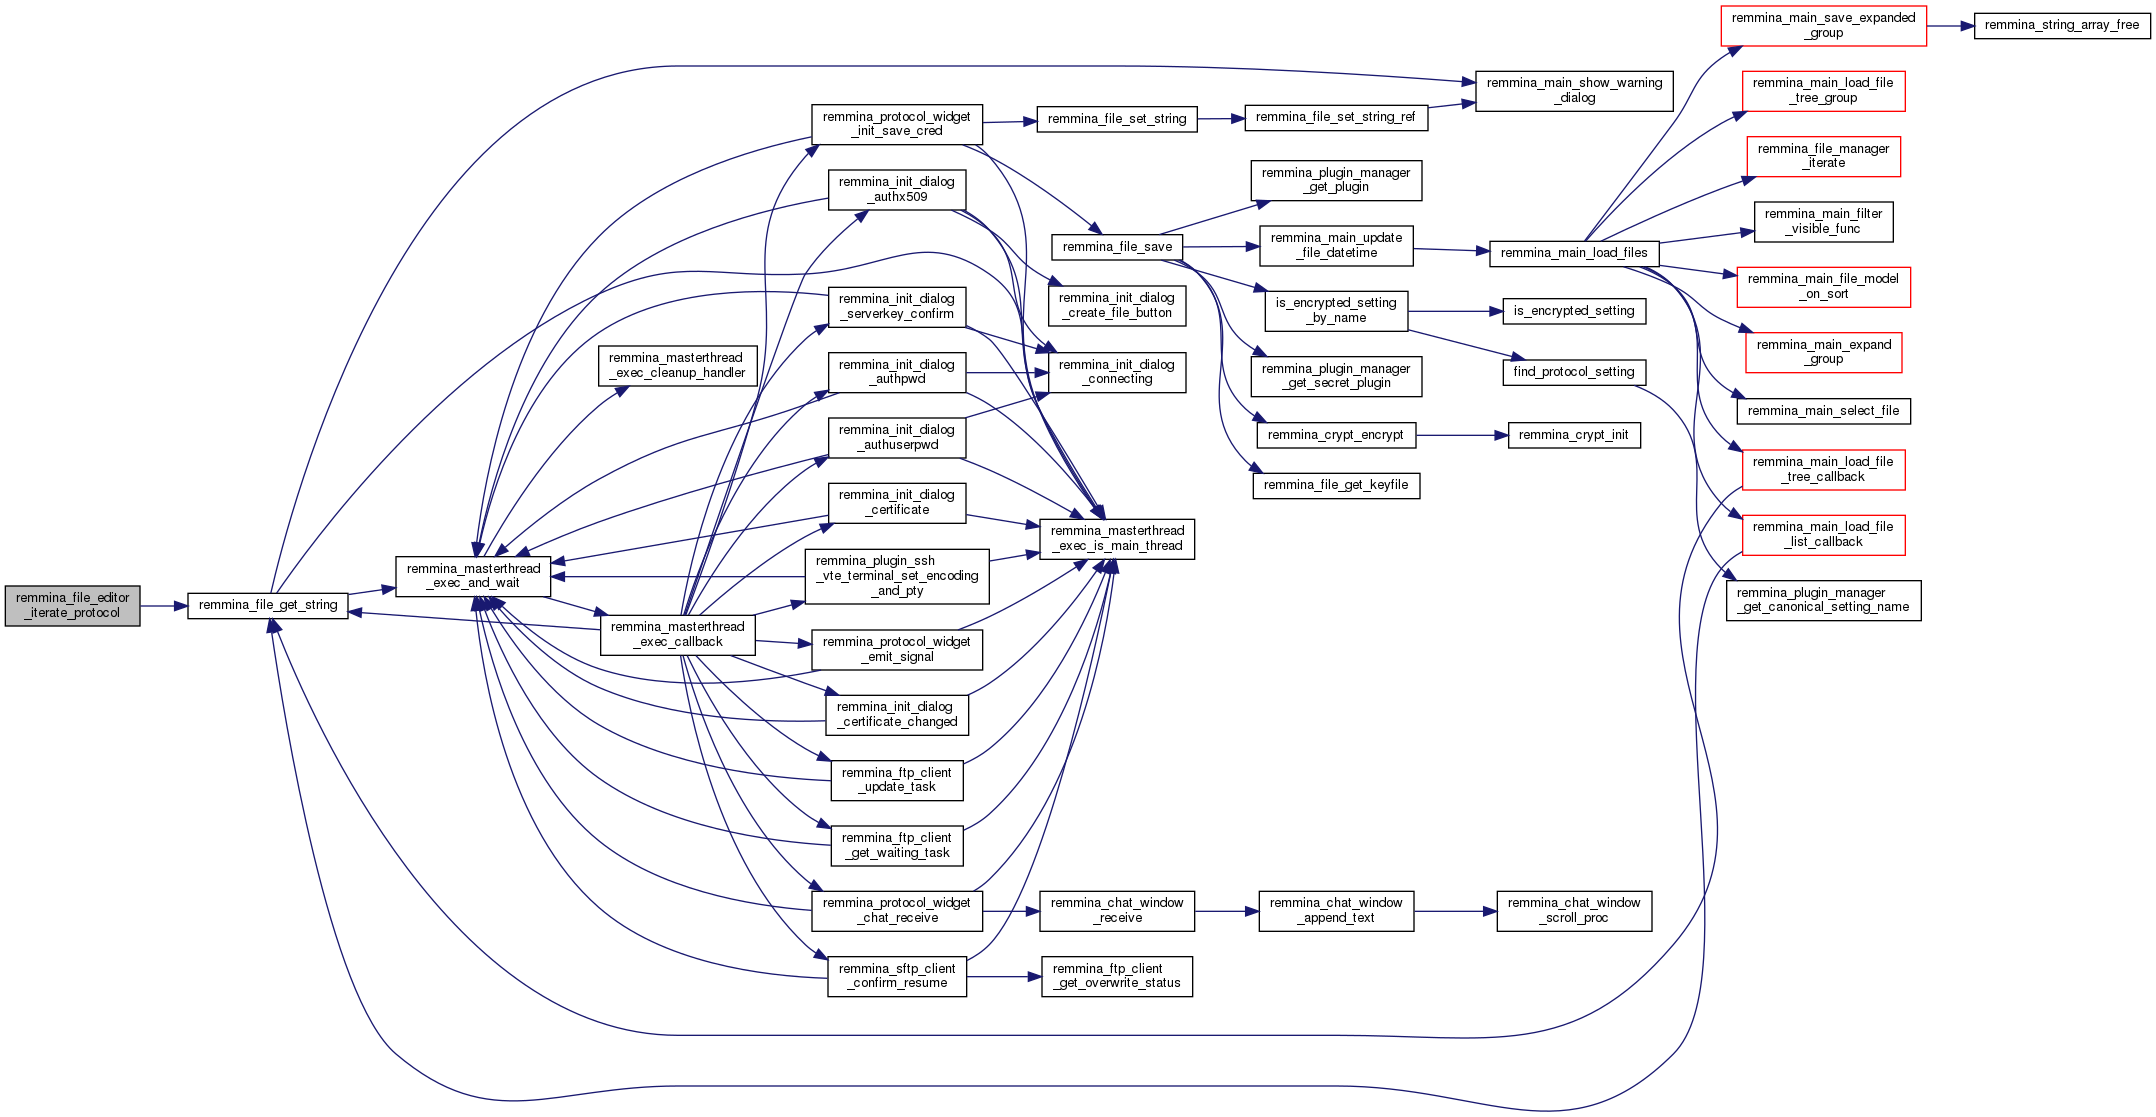 remmina_file_editor
_iterate_protocol
remmina_file_get_string
remmina_masterthread
_exec_and_wait
remmina_masterthread
_exec_cleanup_handler
remmina_masterthread
_exec_callback
remmina_protocol_widget
_init_save_cred
remmina_init_dialog
_authx509
remmina_init_dialog
_serverkey_confirm
remmina_init_dialog
_authpwd
remmina_init_dialog
_authuserpwd
remmina_init_dialog
_certificate
remmina_plugin_ssh
_vte_terminal_set_encoding
_and_pty
remmina_protocol_widget
_emit_signal
remmina_init_dialog
_certificate_changed
remmina_ftp_client
_update_task
remmina_ftp_client
_get_waiting_task
remmina_protocol_widget
_chat_receive
remmina_sftp_client
_confirm_resume
remmina_file_set_string
remmina_file_save
remmina_init_dialog
_create_file_button
remmina_init_dialog
_connecting
remmina_masterthread
_exec_is_main_thread
remmina_chat_window
_receive
remmina_ftp_client
_get_overwrite_status
remmina_file_set_string_ref
remmina_plugin_manager
_get_plugin
remmina_main_update
_file_datetime
is_encrypted_setting
_by_name
remmina_plugin_manager
_get_secret_plugin
remmina_crypt_encrypt
remmina_file_get_keyfile
remmina_chat_window
_append_text
remmina_main_show_warning
_dialog
remmina_main_load_files
is_encrypted_setting
find_protocol_setting
remmina_crypt_init
remmina_chat_window
_scroll_proc
remmina_main_save_expanded
_group
remmina_main_load_file
_tree_group
remmina_file_manager
_iterate
remmina_main_filter
_visible_func
remmina_main_file_model
_on_sort
remmina_main_expand
_group
remmina_main_select_file
remmina_main_load_file
_tree_callback
remmina_main_load_file
_list_callback
remmina_plugin_manager
_get_canonical_setting_name
remmina_string_array_free